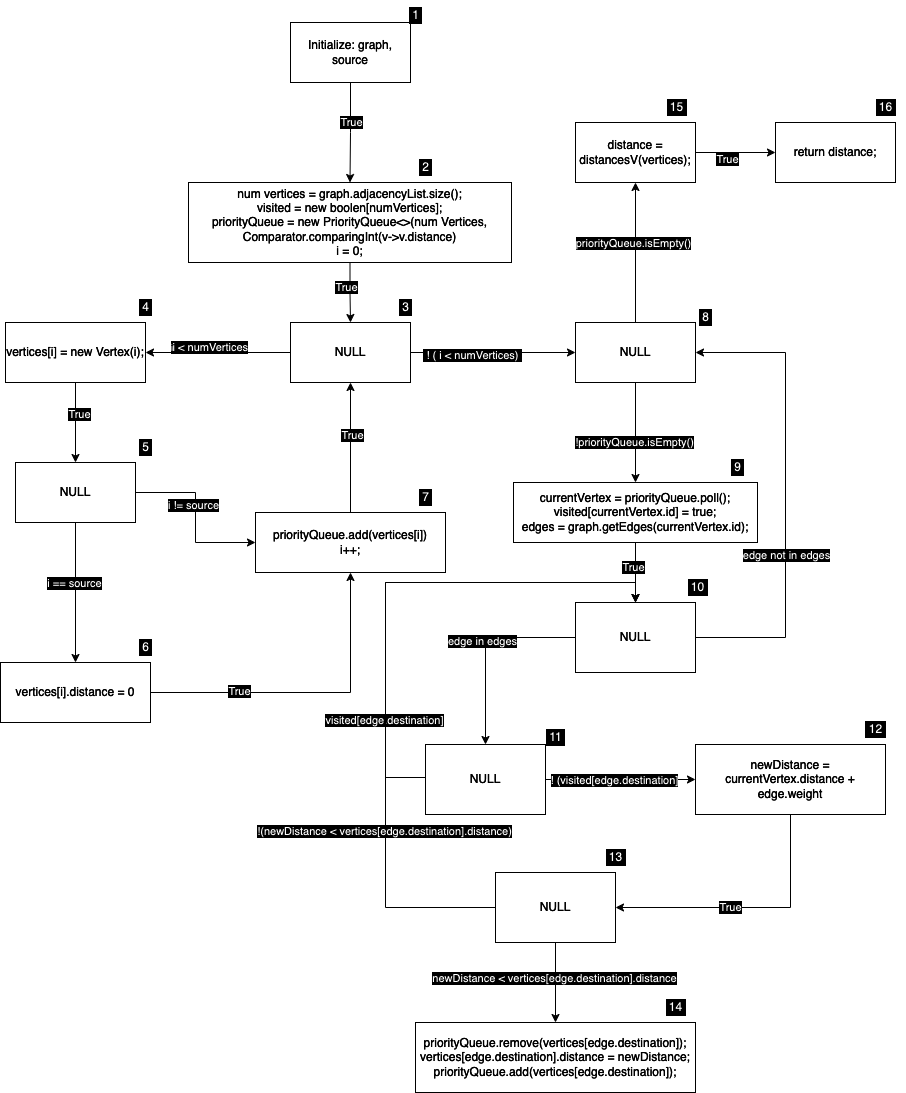 1
Initialize: graph,
source
True
2
num vertices = graph.adjacencyList.size();
visited = new boolen[numVertices];
priorityQueue = new PriorityQueue<>(num Vertices,
Comparator.comparingInt(v->v.distance)
i = 0;
True
15
distance =
distancesV(vertices);
True
16
return distance;
priorityQueue.isEmpty()
4
vertices[i] = new Vertex(i);
i < numVertices
3
NULL
! ( i < numVertices)
8
NULL
True
5
NULL
i != source
True
7
priorityQueue.add(vertices[i])
i++;
!priorityQueue.isEmpty()
9
currentVertex = priorityQueue.poll();
visited[currentVertex.id] = true;
edges = graph.getEdges(currentVertex.id);
edge not in edges
True
i == source
10
NULL
edge in edges
6
vertices[i].distance = 0
True
visited[edge.destination]
11
NULL
! (visited[edge.destination]
12
newDistance =
currentVertex.distance +
edge.weight
!(newDistance < vertices[edge.destination].distance)
13
NULL
True
newDistance < vertices[edge.destination].distance
14
priorityQueue.remove(vertices[edge.destination]);
vertices[edge.destination].distance = newDistance;
priorityQueue.add(vertices[edge.destination]);